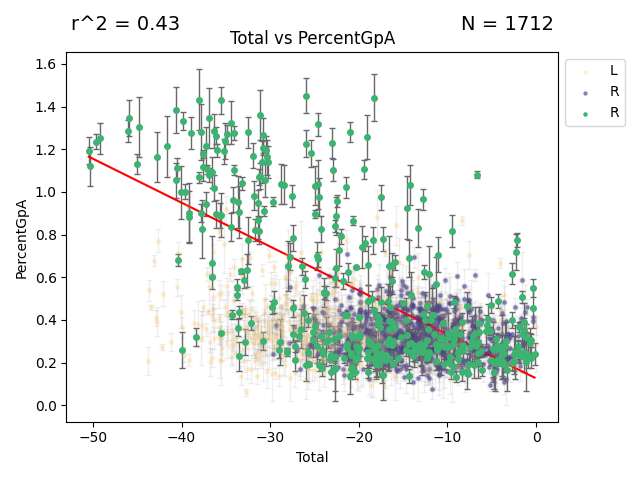 r^2 = 0.43
N = 1712
Total vs PercentGpA
L
R
R
PercentGpA
1.6
1.4
1.2
1.0
0.8
0.6
0.4
0.2
0.0
−50
−40
−30
−20
−10
0
Total